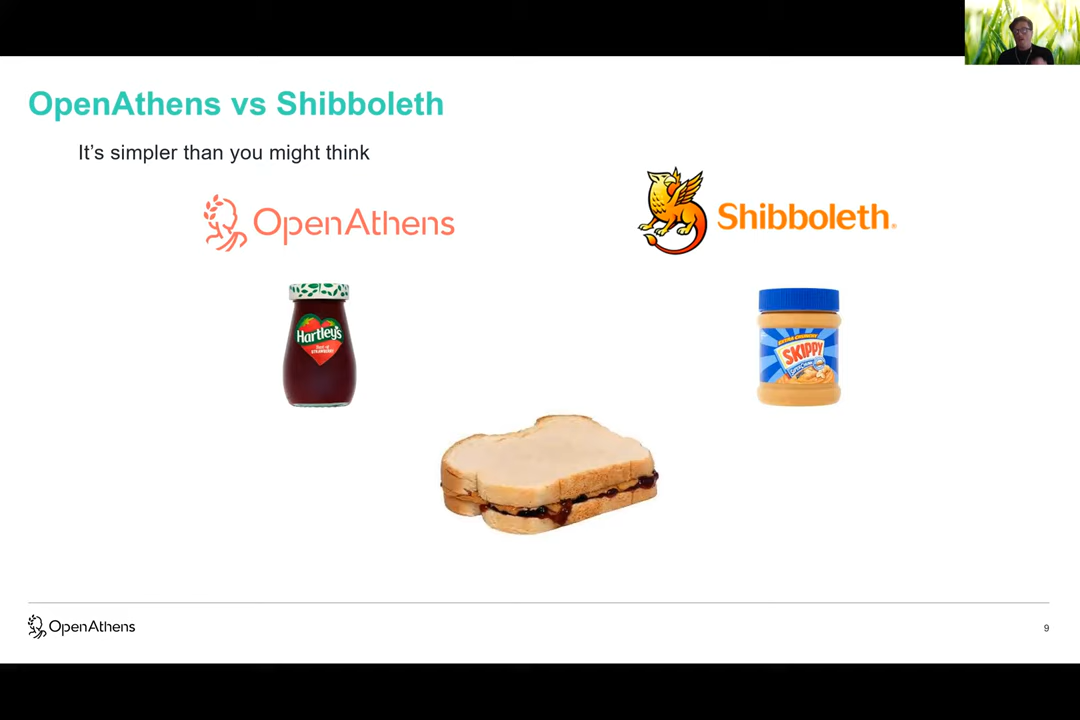 OpenAthens vs Shibboleth
It’s simpler than you might think
OpenAthens
Shibboleth®
Hartley's
SKIPPY
OpenAthens
9